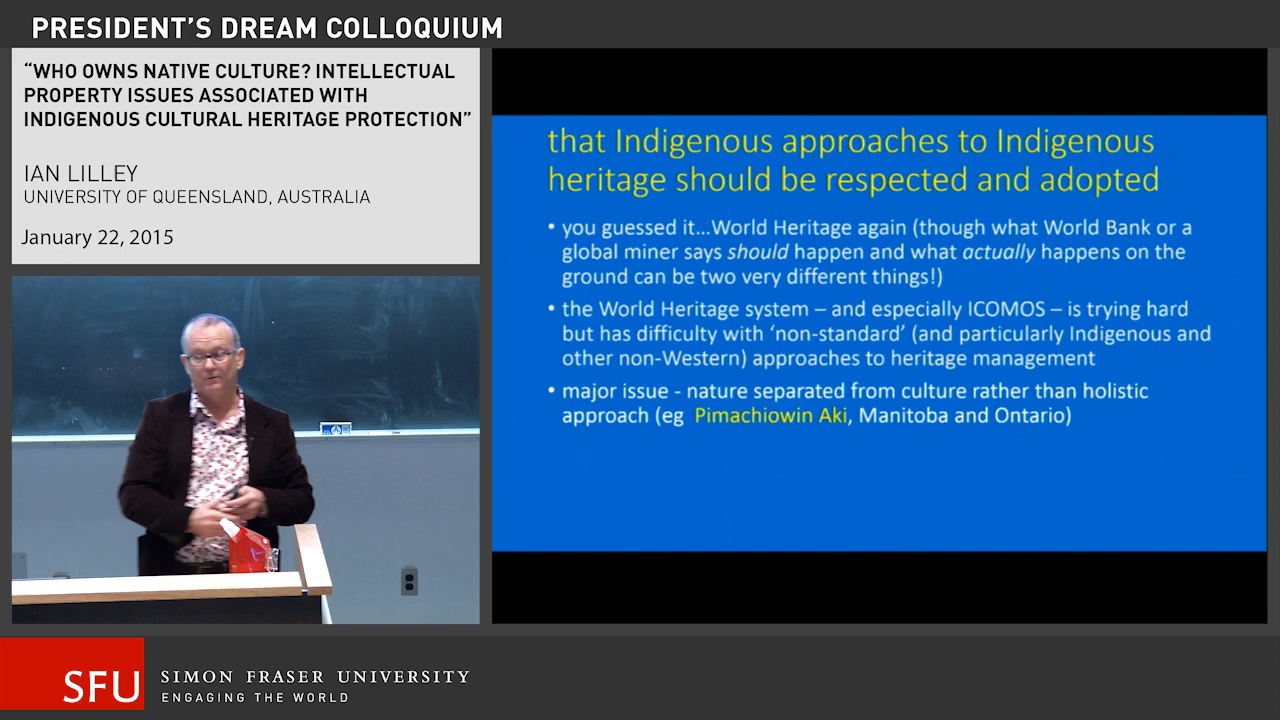 PRESIDENT'S DREAM COLLOQUIUM
“WHO OWNS NATIVE CULTURE? INTELLECTUAL
PROPERTY ISSUES ASSOCIATED WITH
INDIGENOUS CULTURAL HERITAGE PROTECTION”
IAN LILLEY
UNIVERSITY OF QUEENSLAND, AUSTRALIA
January 22, 2015
that Indigenous approaches to Indigenous
heritage should be respected and adopted
• you guessed it...World Heritage again (though what World Bank or a
global miner says should happen and what actually happens on the
ground can be two very different things!)
• the World Heritage system – and especially ICOMOS – is trying hard
but has difficulty with ‘non-standard’ (and particularly Indigenous and
other non-Western) approaches to heritage management
• major issue - nature separated from culture rather than holistic
approach (eg Pimachiowin Aki, Manitoba and Ontario)
SFU
SIMON FRASER UNIVERSITY
ENGAGING THE WORLD